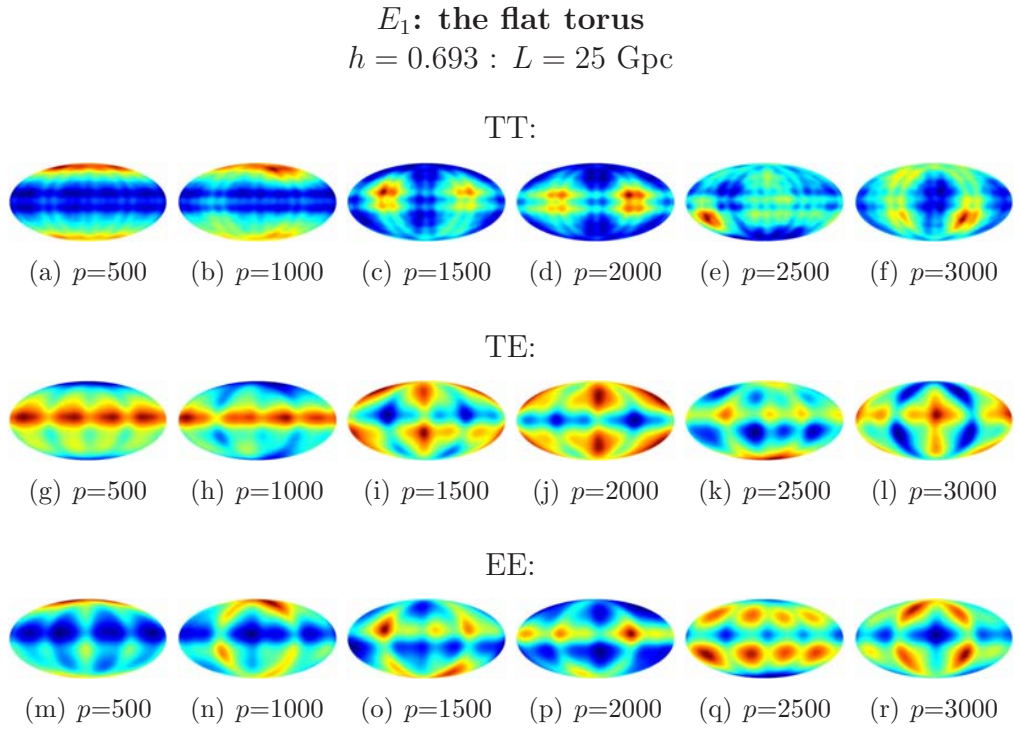 E₁: the flat torus
h = 0.693 : L = 25 Gpc
TT:
(a) p=500 (b) p=1000 (c) p=1500 (d) p=2000 (e) p=2500 (f) p=3000
TE:
(g) p=500 (h) p=1000 (i) p=1500 (j) p=2000 (k) p=2500 (l) p=3000
EE:
(m) p=500 (n) p=1000 (o) p=1500 (p) p=2000 (q) p=2500 (r) p=3000